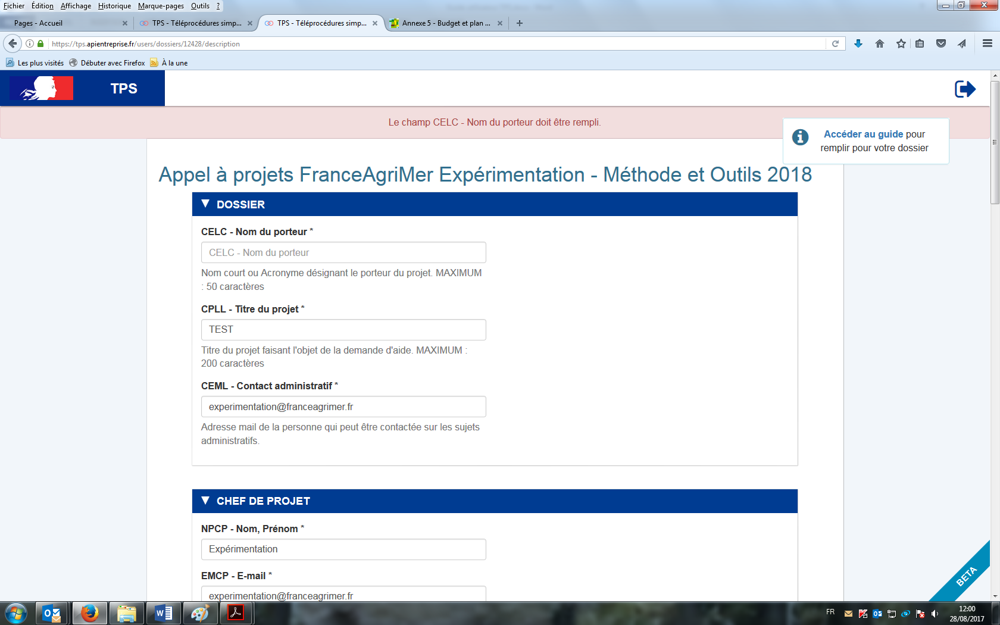 Fichier Édition Affichage Historique Marque-pages Outils ?
Pages - Accueil
TPS - Téléprocédures simp...
TPS - Téléprocédures simp...
Annexe 5 - Budget et plan ...
https://tps.apientreprise.fr/users/dossiers/12428/description
Les plus visités Débuter avec Firefox À la une
TPS
Le champ CELC - Nom du porteur doit être rempli.
Accéder au guide pour
remplir pour votre dossier
Appel à projets FranceAgriMer Expérimentation - Méthode et Outils 2018
DOSSIER
CELC - Nom du porteur *
CELC - Nom du porteur
Nom court ou Acronyme désignant le porteur du projet. MAXIMUM
: 50 caractères
CPLL - Titre du projet *
TEST
Titre du projet faisant l'objet de la demande d'aide. MAXIMUM :
200 caractères
CEML - Contact administratif *
experimentation@franceagrimer.fr
Adresse mail de la personne qui peut être contactée sur les sujets
administratifs.
CHEF DE PROJET
NPCP - Nom, Prénom *
Expérimentation
EMCP - E-mail *
experimentation@franceagrimer.fr
BETA
FR
12:00
28/08/2017